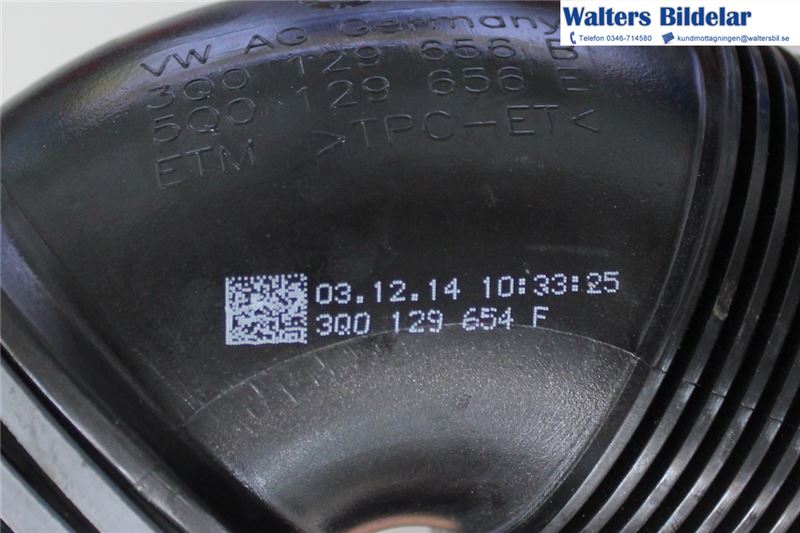 Walters Bildelar
Telefon 0346-714580 kundmottagningen@waltersbil.se
VW AG Germany
3Q0 129 656 B
5Q0 129 656 E
ETM >TPC-ET<
03.12.14 10:33:25
3Q0 129 654 F